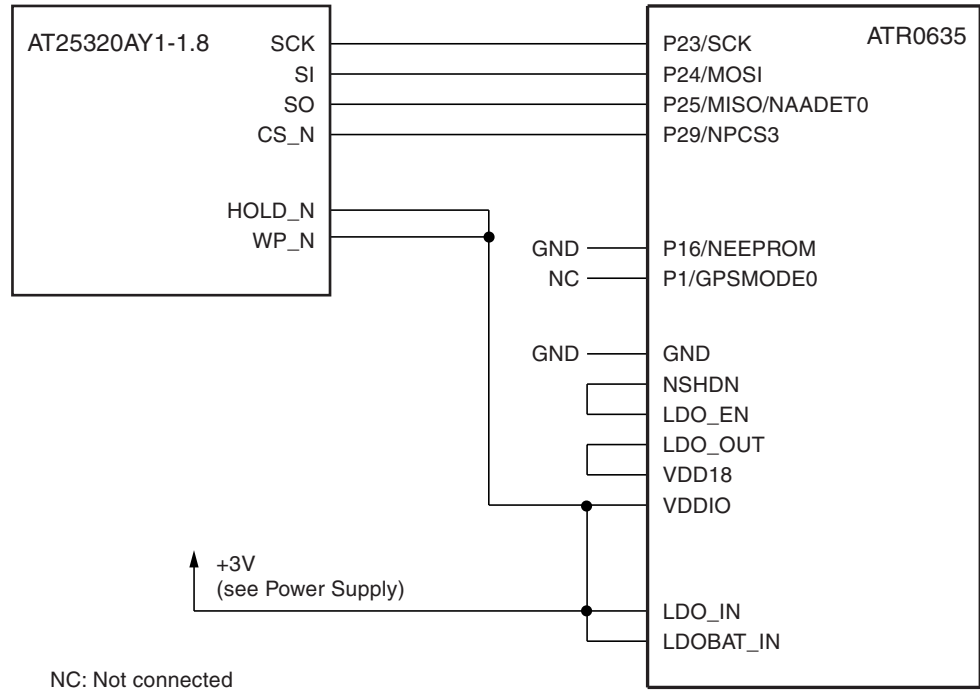 AT25320AY1-1.8
SCK
SI
SO
CS_N
HOLD_N
WP_N
ATR0635
P23/SCK
P24/MOSI
P25/MISO/NAADET0
P29/NPCS3
GND
P16/NEEPROM
NC
P1/GPSMODE0
GND
GND
NSHDN
LDO_EN
LDO_OUT
VDD18
VDDIO
+3V
(see Power Supply)
LDO_IN
LDOBAT_IN
NC: Not connected